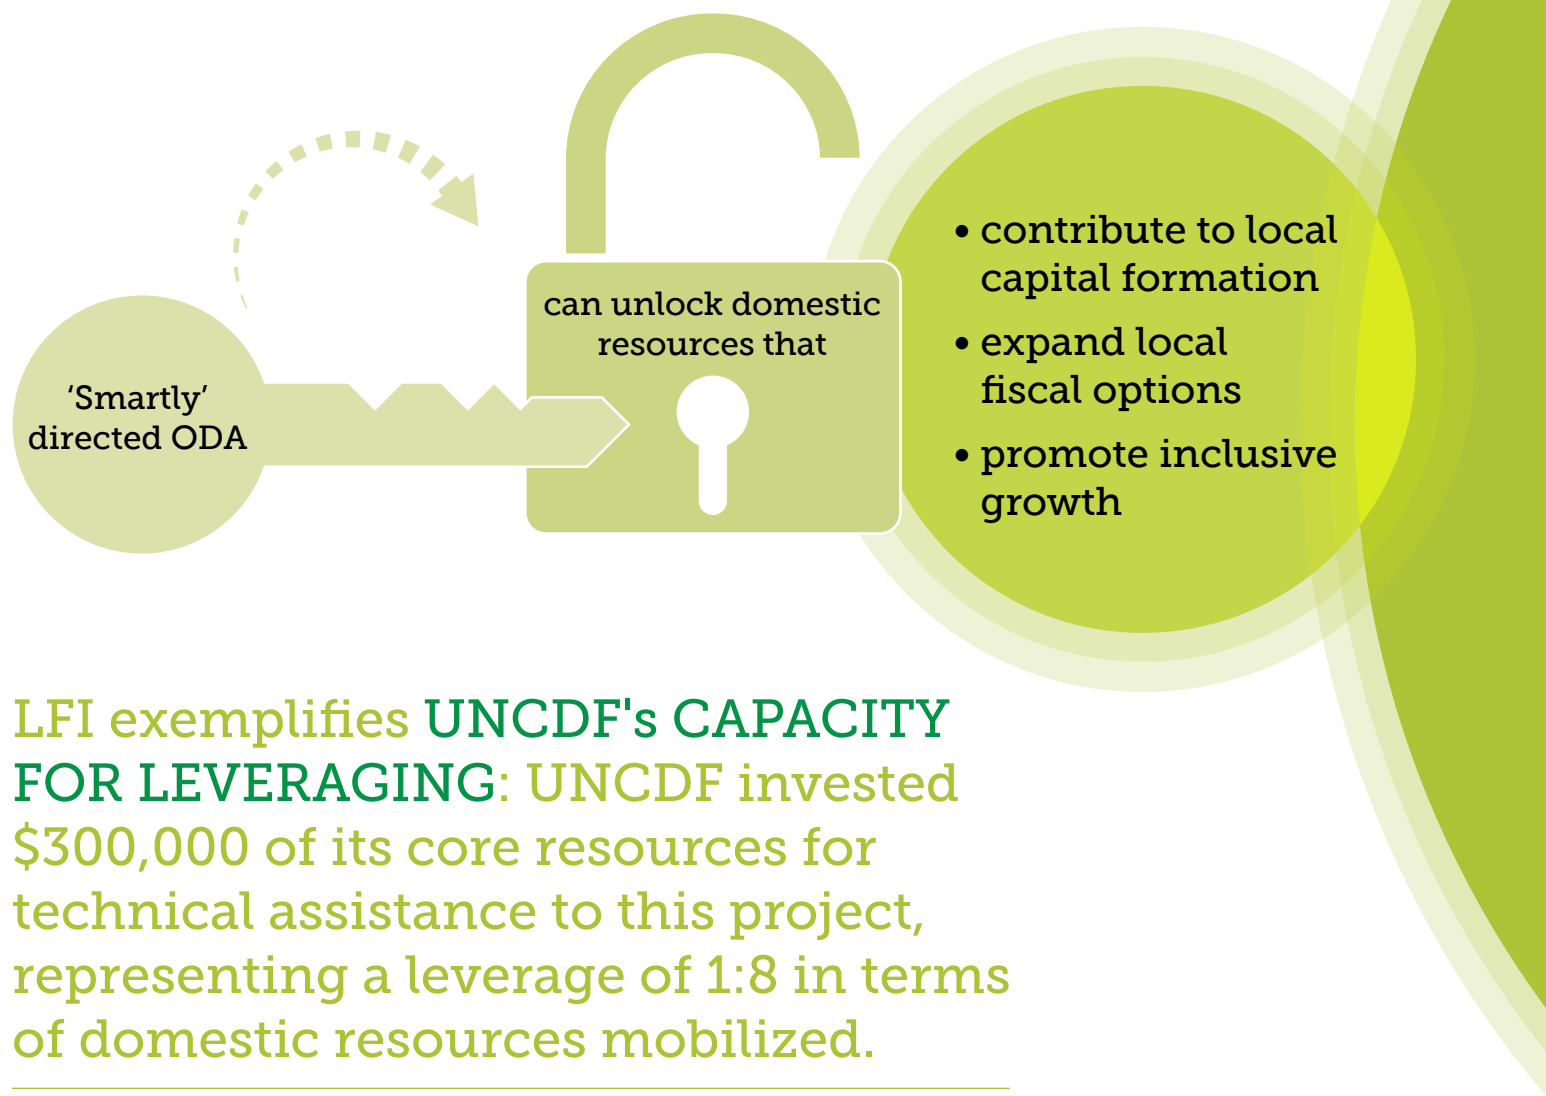 ‘Smartly’
directed ODA
can unlock domestic
resources that
• contribute to local
capital formation
• expand local
fiscal options
• promote inclusive
growth
LFI exemplifies UNCDF's CAPACITY
FOR LEVERAGING: UNCDF invested
$300,000 of its core resources for
technical assistance to this project,
representing a leverage of 1:8 in terms
of domestic resources mobilized.